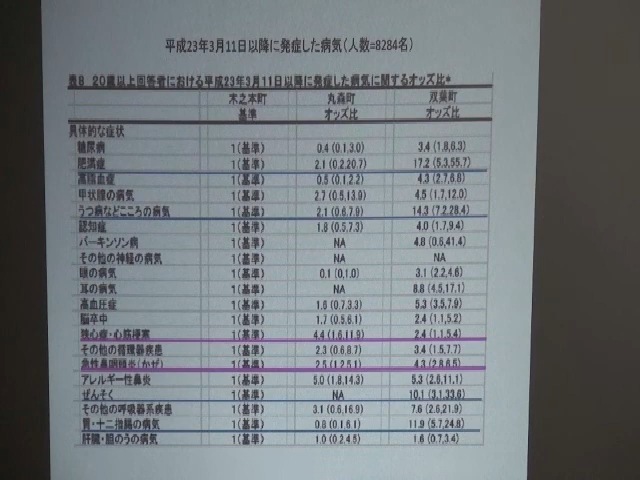 平成23年3月11日以降に発症した病気(人数=8284名)
表8 20歳以上回答者における平成23年3月11日以降に発症した病気に関するオッズ比*
木之本町 丸森町 双葉町
基準 オッズ比 オッズ比
具体的な症状
糖尿病 1(基準) 0.4 (0.1,3.0) 3.4 (1.8,6.3)
肥満症 1(基準) 2.1 (0.2,20.7) 17.2 (5.3,55.7)
高脂血症 1(基準) 0.5 (0.1,2.2) 4.3 (2.7,6.8)
甲状腺の病気 1(基準) 2.7 (0.5,13.9) 4.5 (1.7,12.0)
うつ病などこころの病気 1(基準) 2.1 (0.6,7.9) 14.3 (7.2,28.4)
認知症 1(基準) 1.8 (0.5,7.3) 4.0 (1.7,9.4)
パーキンソン病 1(基準) NA 4.8 (0.6,41.4)
その他の神経の病気 1(基準) NA NA
眼の病気 1(基準) 0.1 (0,1.0) 3.1 (2.2,4.6)
耳の病気 1(基準) NA 8.8 (4.5,17.1)
高血圧症 1(基準) 1.6 (0.7,3.3) 5.3 (3.5,7.9)
脳卒中 1(基準) 1.7 (0.5,6.1) 2.4 (1.1,5.2)
狭心症・心筋梗塞 1(基準) 4.4 (1.6,11.9) 2.4 (1.1,5.4)
その他の循環器疾患 1(基準) 2.3 (0.6,8.7) 3.4 (1.5,7.7)
急性鼻咽頭炎(かぜ) 1(基準) 2.5 (1.2,5.1) 4.3 (2.8,6.5)
アレルギー性鼻炎 1(基準) 5.0 (1.8,14.3) 5.3 (2.6,11.1)
ぜんそく 1(基準) NA 10.1 (3.1,33.6)
その他の呼吸器系疾患 1(基準) 3.1 (0.6,16.9) 7.6 (2.6,21.9)
胃・十二指腸の病気 1(基準) 0.8 (0.1,6.1) 11.9 (5.7,24.8)
肝臓・胆のうの病気 1(基準) 1.0 (0.2,4.5) 1.6 (0.7,3.4)